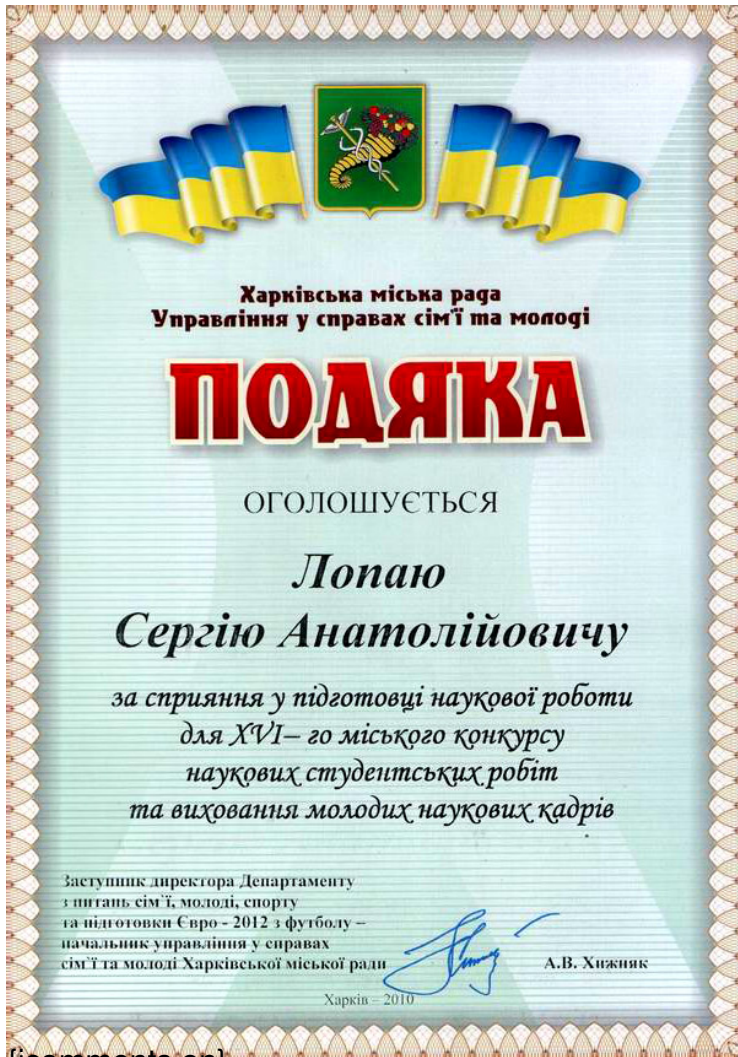 Харківська міська рада
Управління у справах сім'ї та молоді
ПОДЯКА
ОГОЛОШУЄТЬСЯ
Лопаю
Сергію Анатолійовичу
за сприяння у підготовці наукової роботи
для XVI– го міського конкурсу
наукових студентських робіт
та виховання молодих наукових кадрів
Заступник директора Департаменту
з питань сім`ї, молоді, спорту
та підготовки Євро - 2012 з футболу –
начальник управління у справах
сім`ї та молоді Харківської міської ради
А.В. Хижняк
Харків – 2010